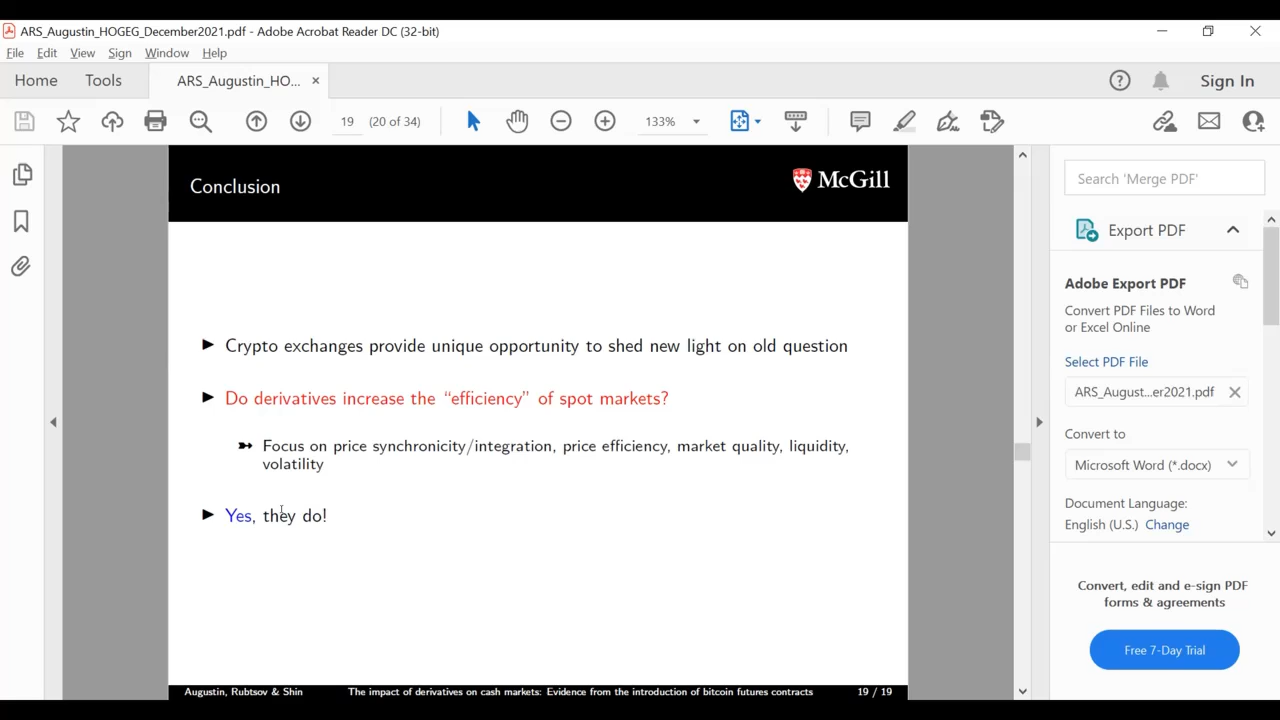 ARS_Augustin_HOGEG_December2021.pdf - Adobe Acrobat Reader DC (32-bit)
File Edit View Sign Window Help
Home Tools ARS_Augustin_HO... ×
Sign In
19 (20 of 34)
133%
Conclusion
McGill
Crypto exchanges provide unique opportunity to shed new light on old question
Do derivatives increase the “efficiency” of spot markets?
Focus on price synchronicity/integration, price efficiency, market quality, liquidity,
volatility
Yes, they do!
Augustin, Rubtsov & Shin The impact of derivatives on cash markets: Evidence from the introduction of bitcoin futures contracts 19 / 19
Search 'Merge PDF'
Export PDF
Adobe Export PDF
Convert PDF Files to Word
or Excel Online
Select PDF File
ARS_August...er2021.pdf
Convert to
Microsoft Word (*.docx)
Document Language:
English (U.S.) Change
Convert, edit and e-sign PDF
forms & agreements
Free 7-Day Trial